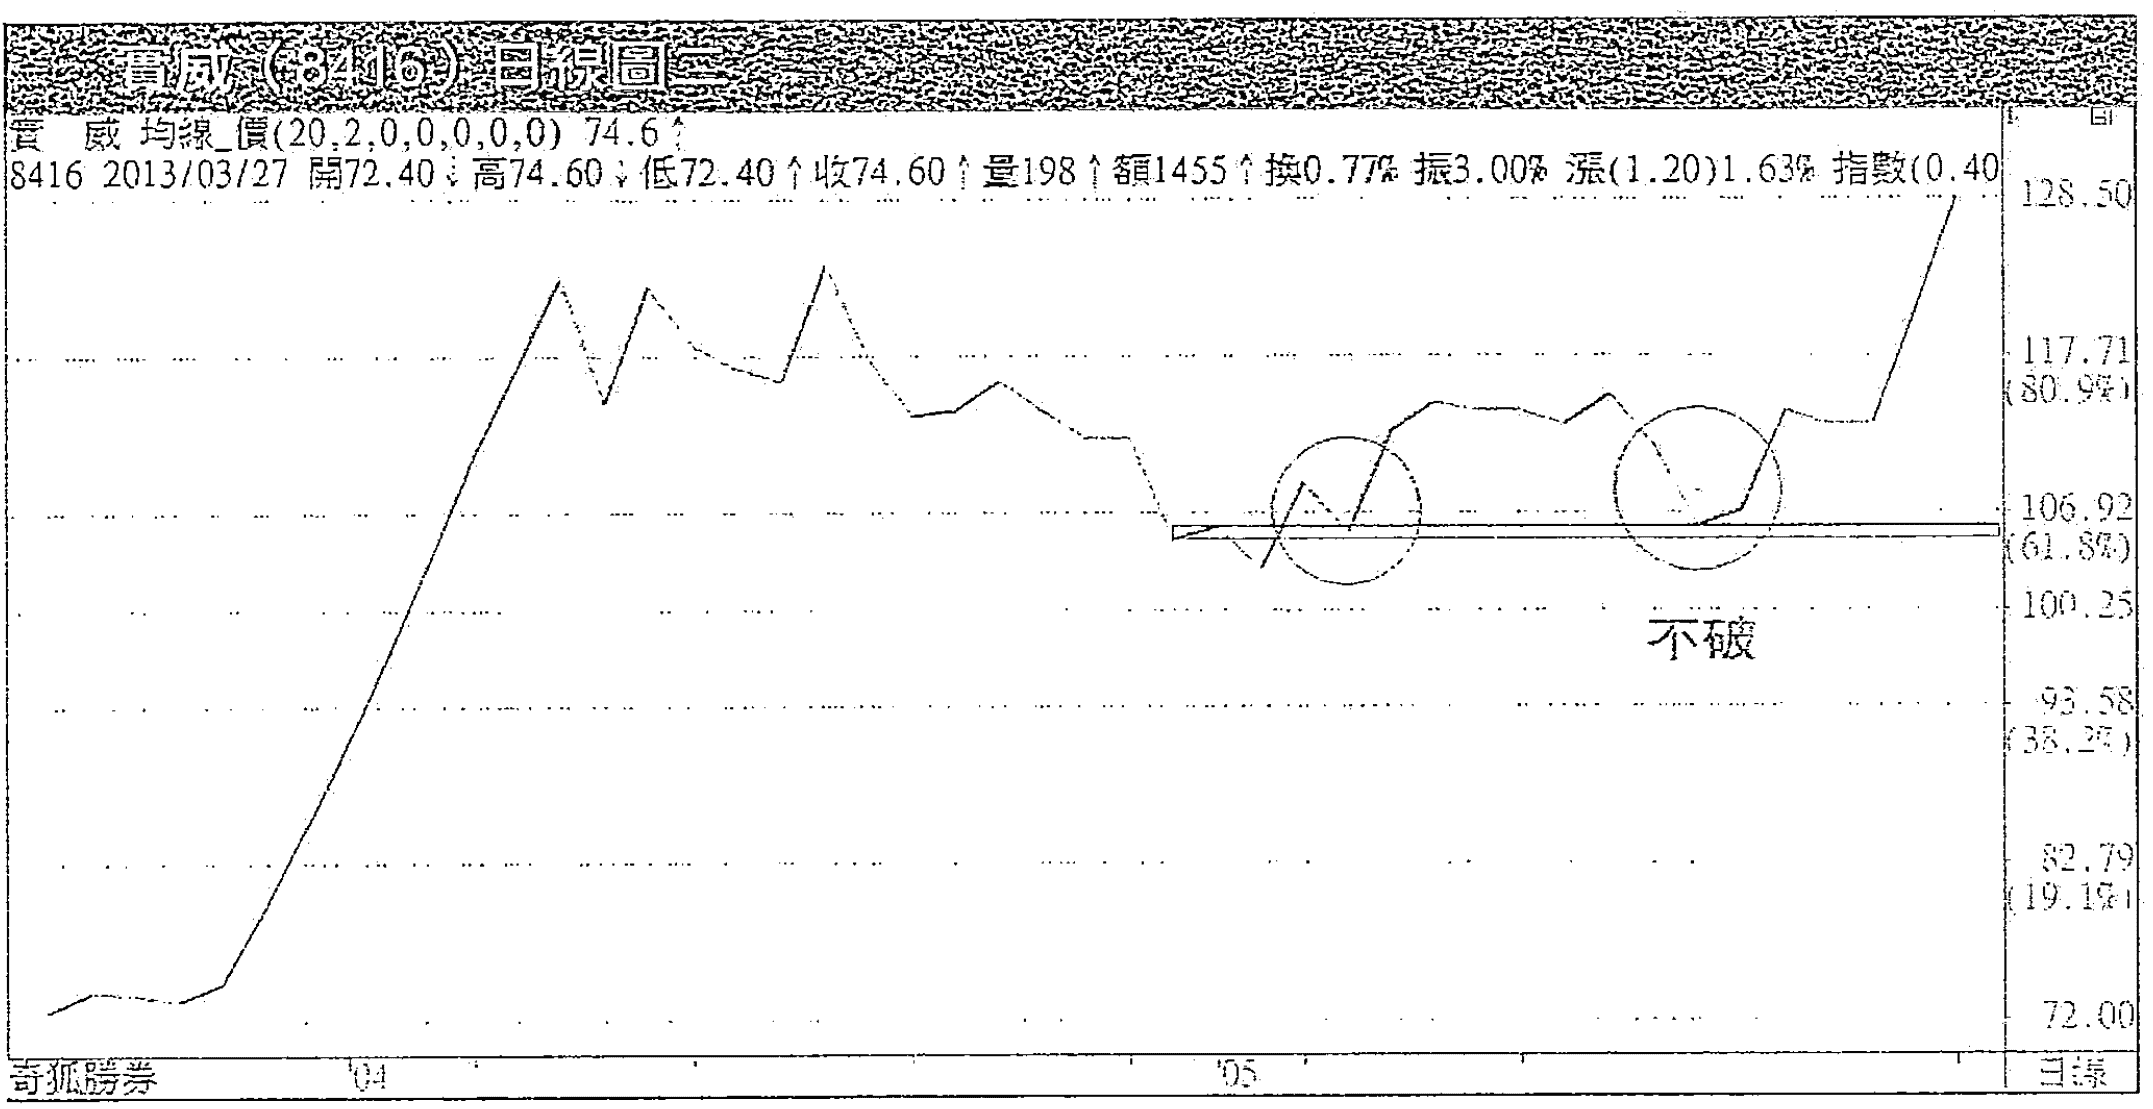 實威（8416）日線圖二
實 威 均線_價(20,2,0,0,0,0,0) 74.6↑
8416 2013/03/27 開72.40↓高74.60↓低72.40↑收74.60↑量198↑額1455↑換0.77% 振3.00% 漲(1.20)1.63% 指數(0.40
128.50
117.71
(80.9%)
106.92
(61.8%)
100.25
不破
93.58
(38.2%)
82.79
(19.1%)
72.00
奇狐勝券 '04 '05 日線